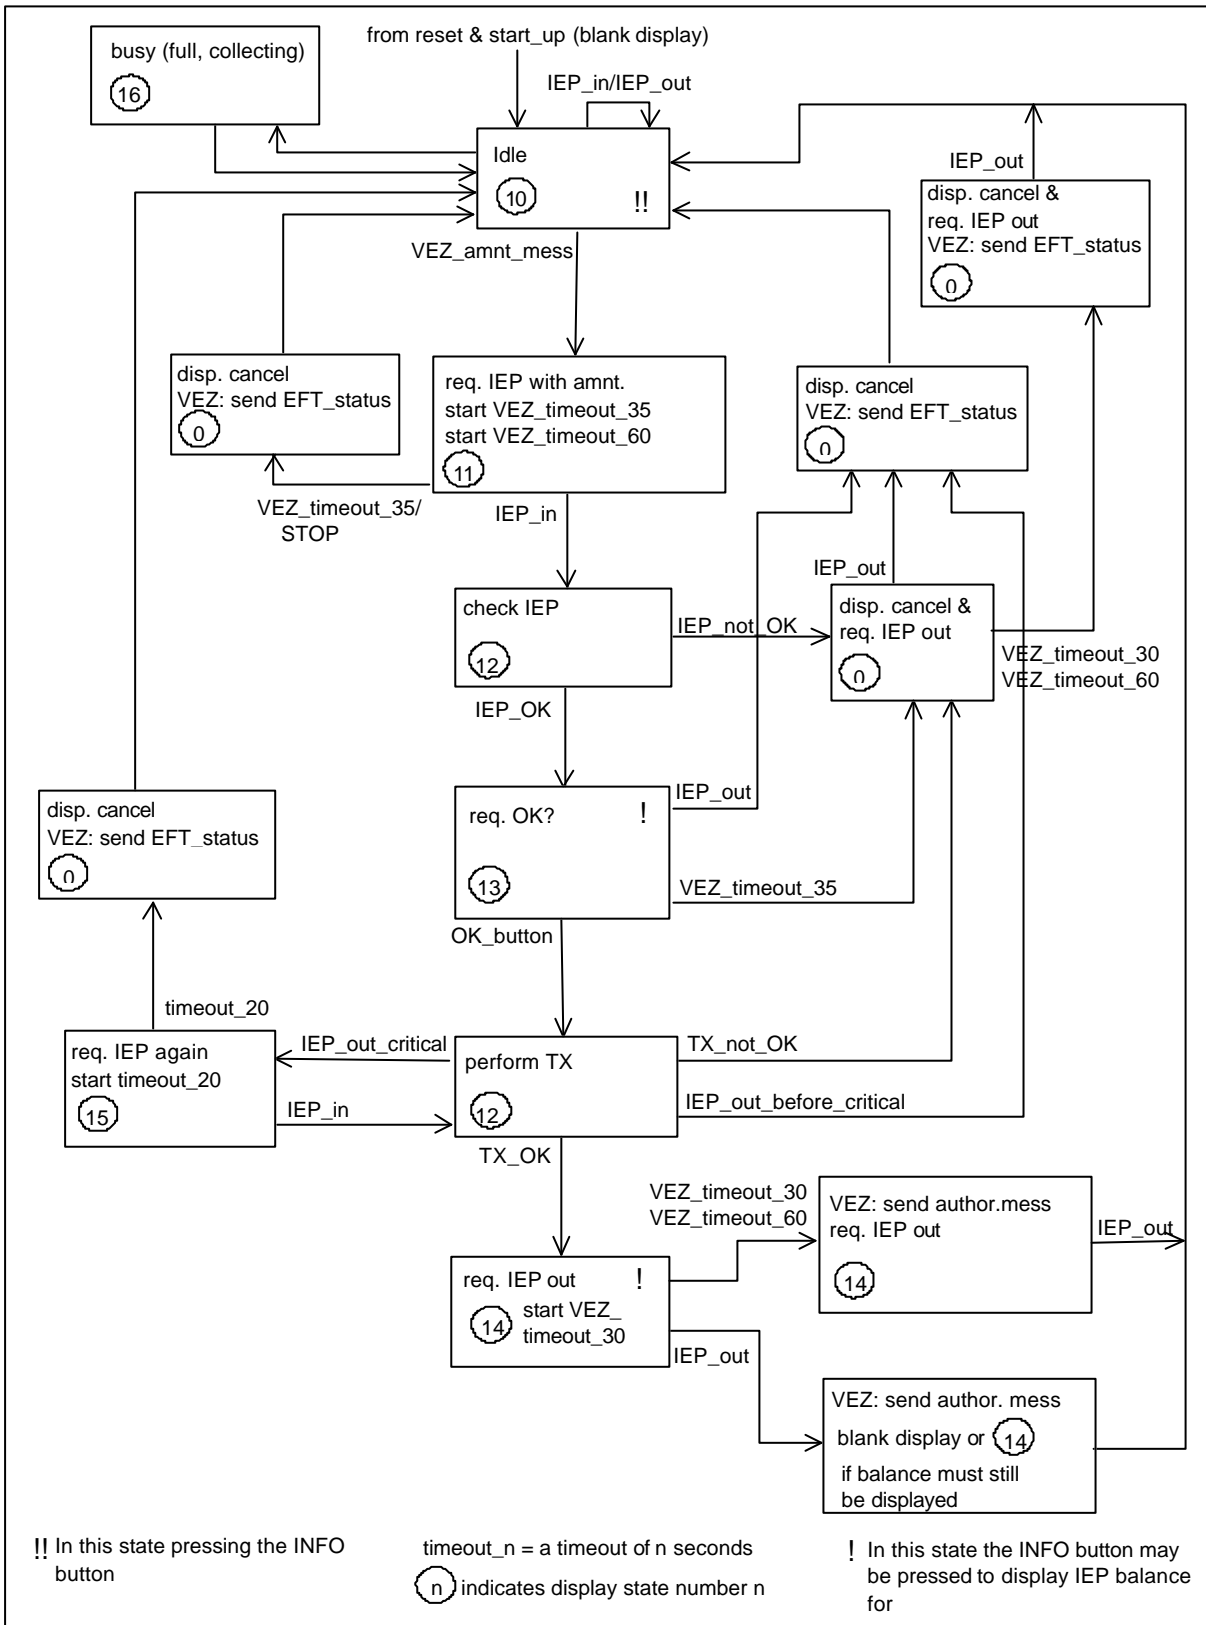 from reset & start_up (blank display)
busy (full, collecting)
16
IEP_in/IEP_out
Idle
10
!!
IEP_out
disp. cancel &
req. IEP out
VEZ: send EFT_status
0
VEZ_amnt_mess
disp. cancel
VEZ: send EFT_status
0
req. IEP with amnt.
start VEZ_timeout_35
start VEZ_timeout_60
11
disp. cancel
VEZ: send EFT_status
0
VEZ_timeout_35/
STOP
IEP_in
IEP_out
check IEP
12
IEP_not_OK
disp. cancel &
req. IEP out
0
VEZ_timeout_30
VEZ_timeout_60
IEP_OK
disp. cancel
VEZ: send EFT_status
0
req. OK?
!
13
IEP_out
VEZ_timeout_35
OK_button
timeout_20
req. IEP again
start timeout_20
15
IEP_out_critical
IEP_in
perform TX
12
TX_not_OK
IEP_out_before_critical
TX_OK
VEZ_timeout_30
VEZ_timeout_60
VEZ: send author.mess
req. IEP out
14
IEP_out
req. IEP out
!
14 start VEZ_
timeout_30
IEP_out
VEZ: send author. mess
blank display or 14
if balance must still
be displayed
!! In this state pressing the INFO
button
timeout_n = a timeout of n seconds
n indicates display state number n
! In this state the INFO button may
be pressed to display IEP balance
for